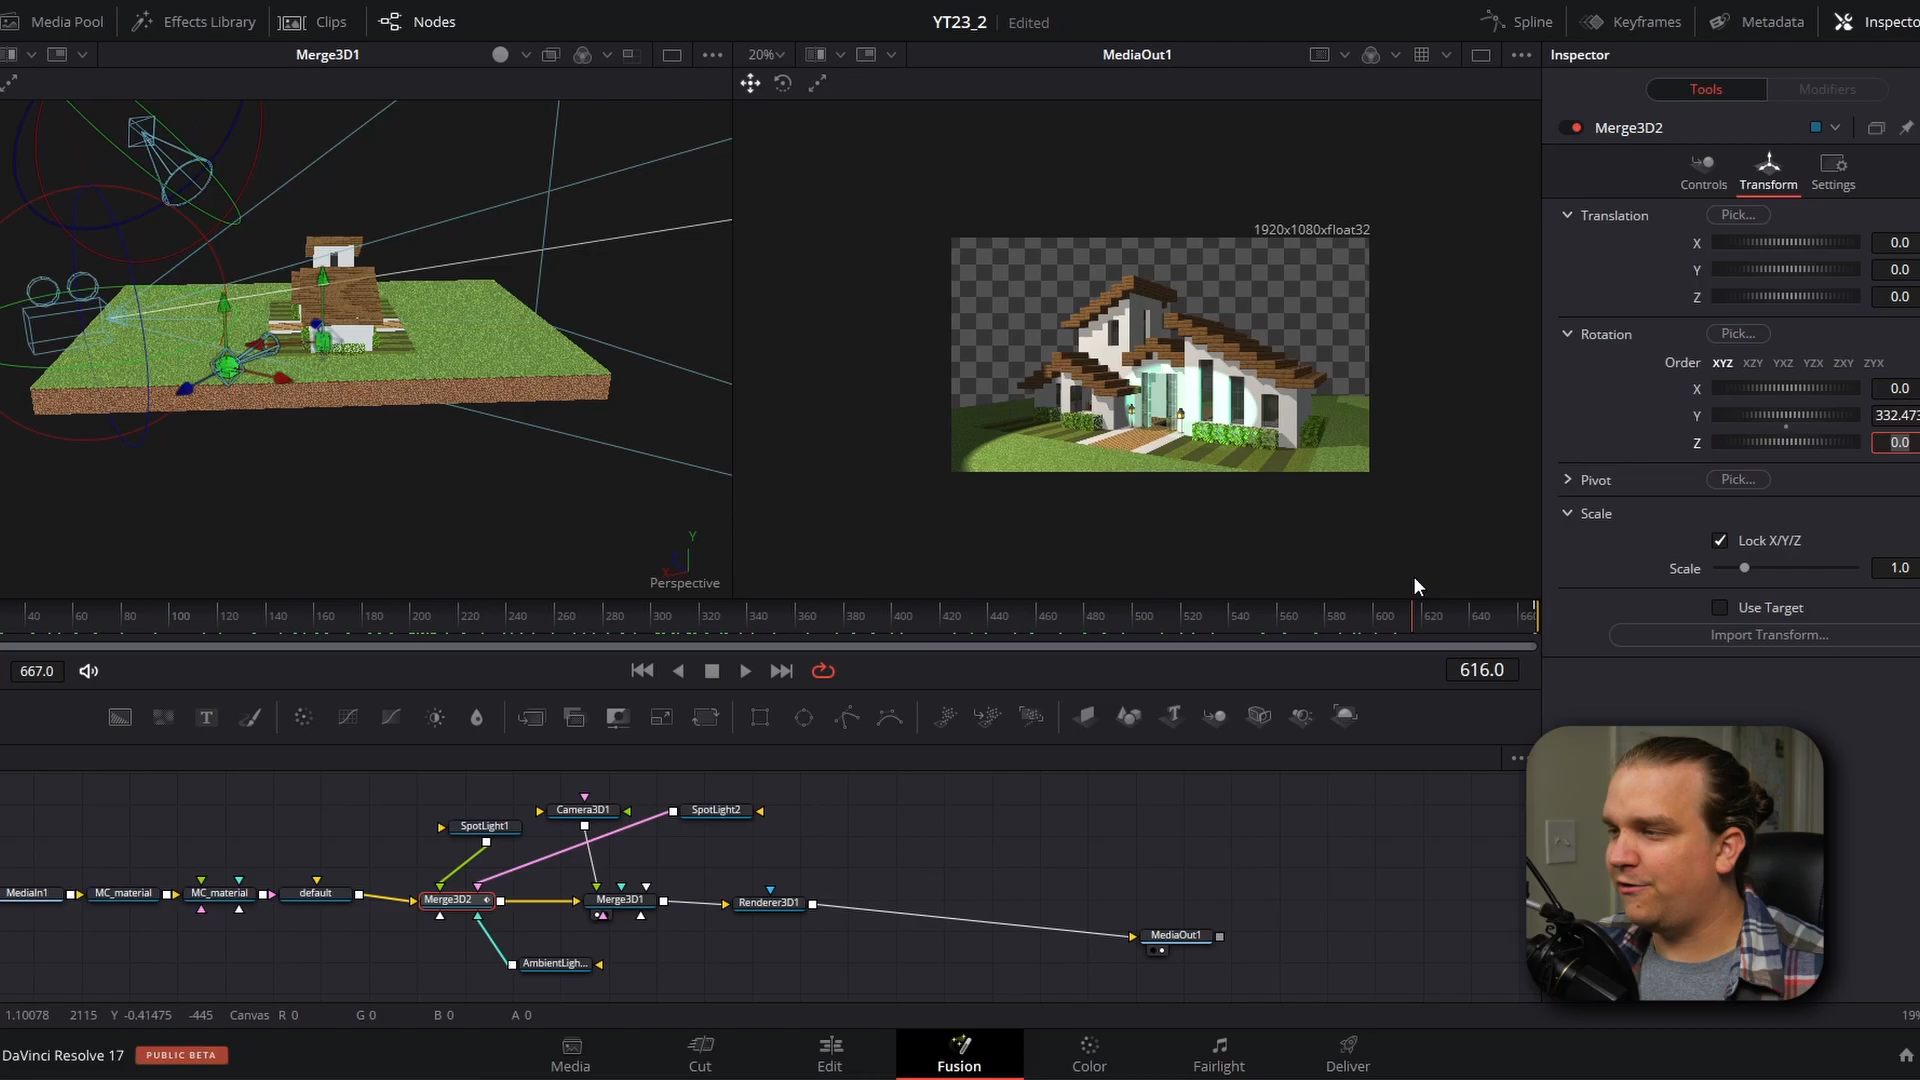 Media Pool
Effects Library
Clips
Nodes
YT23_2
Edited
Spline
Keyframes
Metadata
Inspecto
Merge3D1
20%
MediaOut1
Inspector
Tools
Modifiers
Merge3D2
Controls
Transform
Settings
Translation
Pick...
X
0.0
Y
0.0
Z
0.0
Rotation
Pick...
Order XYZ XZY YXZ YZX ZXY ZYX
X
0.0
Y
332.473
Z
0.0
Pivot
Pick...
Scale
Lock X/Y/Z
Scale
1.0
Use Target
Import Transform...
1920x1080xfloat32
Y
X
Perspective
40 60 80 100 120 140 160 180 200 220 240 260 280 300 320 340 360 380 400 420 440 460 480 500 520 540 560 580 600 620 640 660
667.0
616.0
T
T
Camera3D1
SpotLight2
SpotLight1
MediaIn1
MC_material
MC_material
default
Merge3D2
Merge3D1
Renderer3D1
MediaOut1
AmbientLigh...
1.10078 2115 Y -0.41475 -445 Canvas R 0 G 0 B 0 A 0
19%
DaVinci Resolve 17
PUBLIC BETA
Media
Cut
Edit
Fusion
Color
Fairlight
Deliver